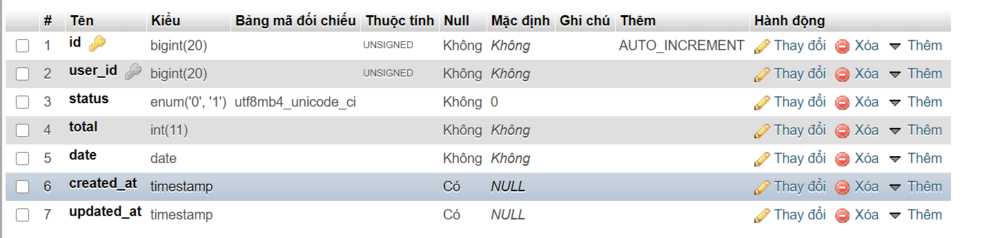 # Tên Kiểu Bảng mã đối chiếu Thuộc tính Null Mặc định Ghi chú Thêm Hành động
1 id bigint(20) UNSIGNED Không Không AUTO_INCREMENT Thay đổi Xóa Thêm
2 user_id bigint(20) UNSIGNED Không Không Thay đổi Xóa Thêm
3 status enum('0', '1') utf8mb4_unicode_ci Không 0 Thay đổi Xóa Thêm
4 total int(11) Không Không Thay đổi Xóa Thêm
5 date date Không Không Thay đổi Xóa Thêm
6 created_at timestamp Có NULL Thay đổi Xóa Thêm
7 updated_at timestamp Có NULL Thay đổi Xóa Thêm